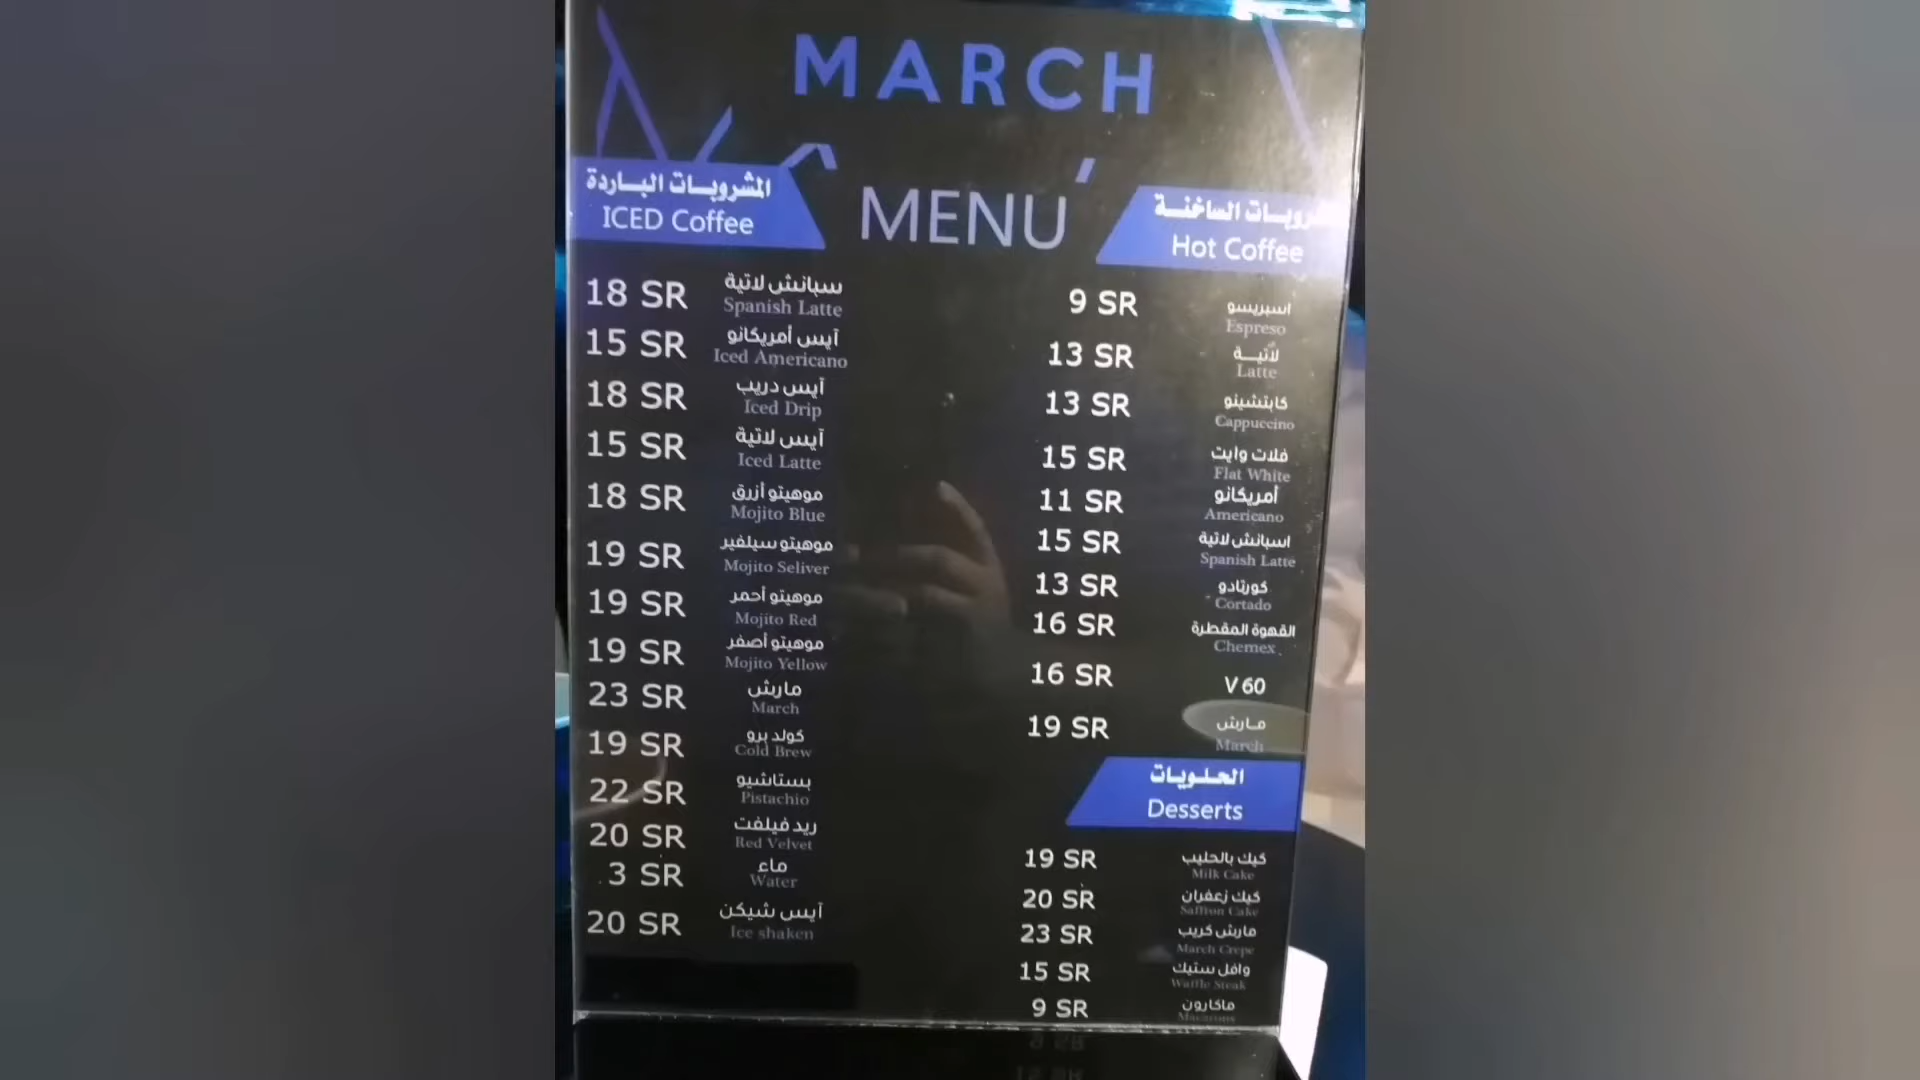 MARCH
MENU
المشروبـــات البـــاردة
ICED Coffee
18 SR سبانش لاتية
Spanish Latte
15 SR آيس أمريكانو
Iced Americano
18 SR آيس دريب
Iced Drip
15 SR آيس لاتية
Iced Latte
18 SR موهيتو أزرق
Mojito Blue
19 SR موهيتو سيلفير
Mojito Seliver
19 SR موهيتو أحمر
Mojito Red
19 SR موهيتو أصفر
Mojito Yellow
23 SR مارش
March
19 SR كولد برو
Cold Brew
22 SR بستاشيو
Pistachio
20 SR ريد فيلفت
Red Velvet
3 SR ماء
Water
20 SR آيس شيكن
Ice shaken
الساخنـــة
Hot Coffee
9 SR اسبريسو
Espreso
13 SR لاتيـــة
Latte
13 SR كابتشينو
Cappuccino
15 SR فلات وايت
Flat White
11 SR أمريكانو
Americano
15 SR اسبانش لاتية
Spanish Latte
13 SR كورتادو
Cortado
16 SR القهوة المقطرة
Chemex
16 SR V 60
19 SR مـارش
March
الحلـويـات
Desserts
19 SR كيك بالحليب
Milk Cake
20 SR كيك زعفران
Saffron Cake
23 SR مارش كريب
March Crepe
15 SR وافل ستيك
Waffle Steak
9 SR ماكارون
Macarons